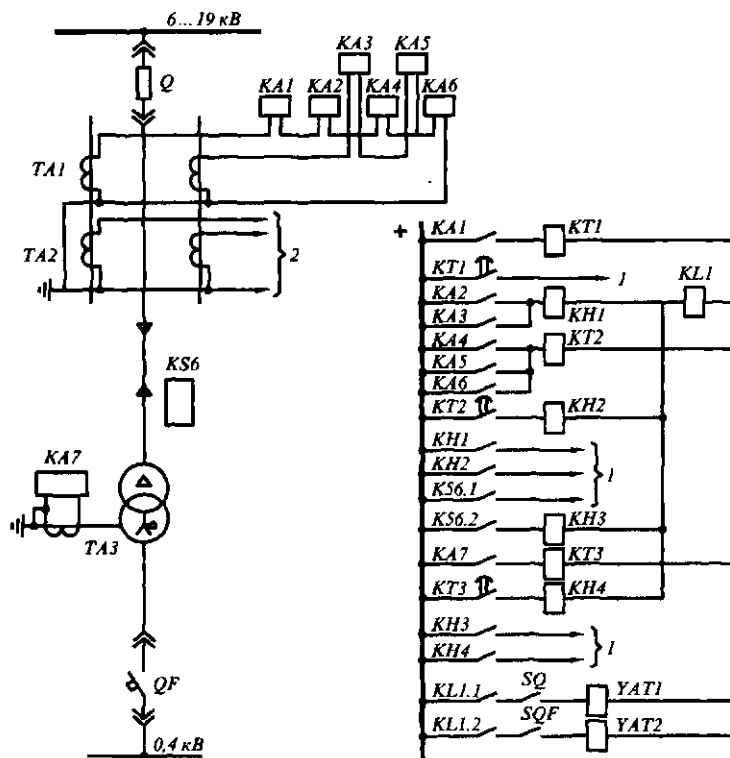 6...19 кВ
Q
KA1
KA2
KA3
KA4
KA5
KA6
TA1
TA2
2
KS6
KA7
TA3
QF
0,4 кВ
+
KA1 KT1
KT1 1
KA2 KH1 KL1
KA3
KA4 KT2
KA5
KA6
KT2 KH2
KH1
KH2 1
K56.1
K56.2 KH3
KA7 KT3
KT3 KH4
KH3
KH4 1
KL1.1 SQ YAT1
KL1.2 SQF YAT2